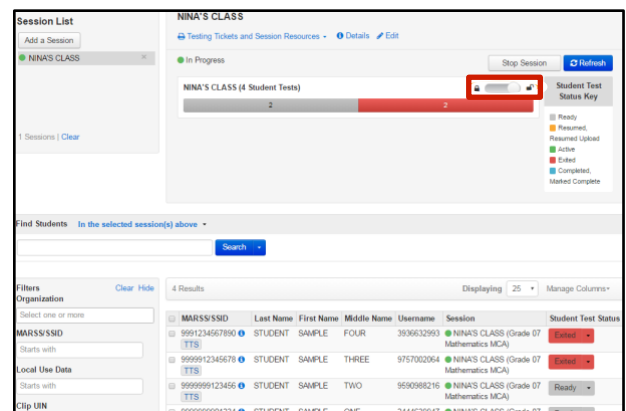 Session List
Add a Session
NINA'S CLASS ×
1 Sessions | Clear
NINA'S CLASS
Testing Tickets and Session Resources Details Edit
In Progress
Stop Session Refresh
NINA'S CLASS (4 Student Tests)
2 2
Student Test
Status Key
Ready
Resumed,
Resumed Upload
Active
Exited
Completed,
Marked Complete
Find Students In the selected session(s) above
Search
Filters Clear Hide
Organization
Select one or more
MARSS/SSID
Starts with
Local Use Data
Starts with
Clip UIN
4 Results Displaying 25 Manage Columns
MARSS/SSID Last Name First Name Middle Name Username Session Student Test Status
9991234567890 STUDENT SAMPLE FOUR 3936632993 NINA'S CLASS (Grade 07 Exited
TTS Mathematics MCA)
9999912345678 STUDENT SAMPLE THREE 9757002064 NINA'S CLASS (Grade 07 Exited
TTS Mathematics MCA)
9999999123456 STUDENT SAMPLE TWO 9590988216 NINA'S CLASS (Grade 07 Ready
TTS Mathematics MCA)
STUDENT SAMPLE ONE NINA'S CLASS (Grade 07